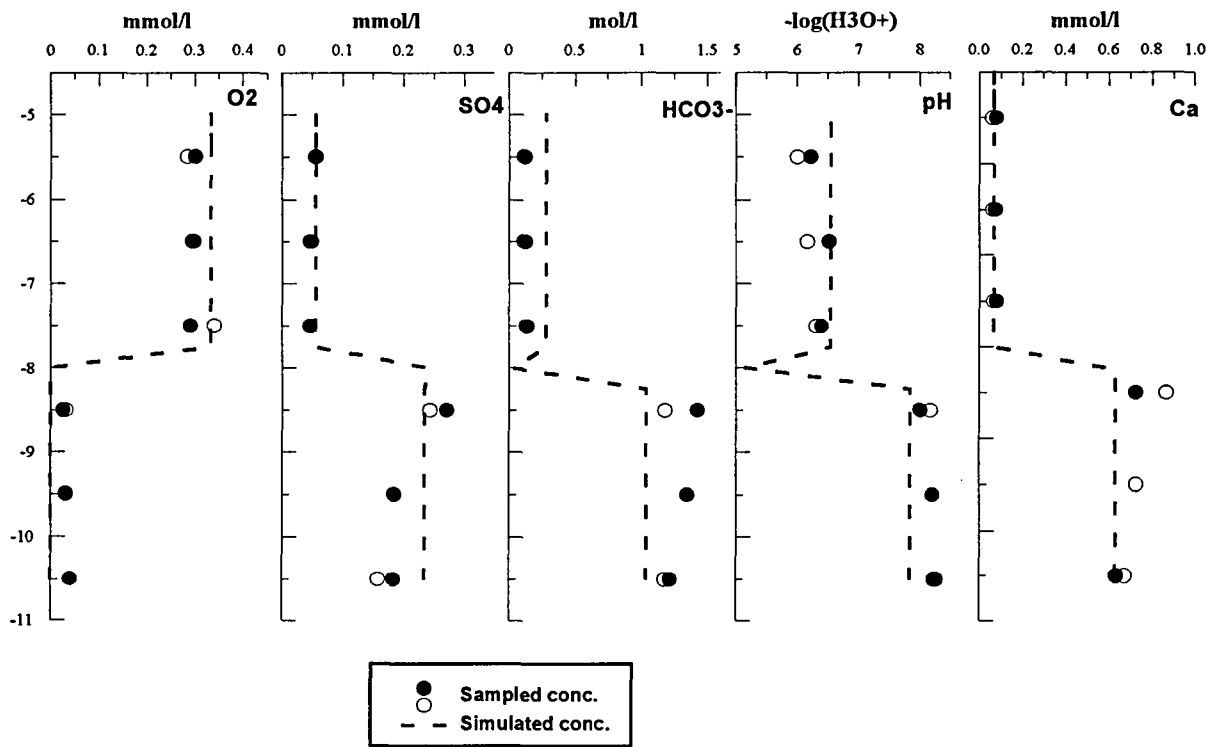 mmol/l mmol/l mol/l -log(H3O+) mmol/l
0 0.1 0.2 0.3 0.4 0 0.1 0.2 0.3 0 0.5 1 1.5 5 6 7 8 0.0 0.2 0.4 0.6 0.8 1.0
O2 SO4 HCO3- pH Ca
-5
-6
-7
-8
-9
-10
-11
Sampled conc.
Simulated conc.